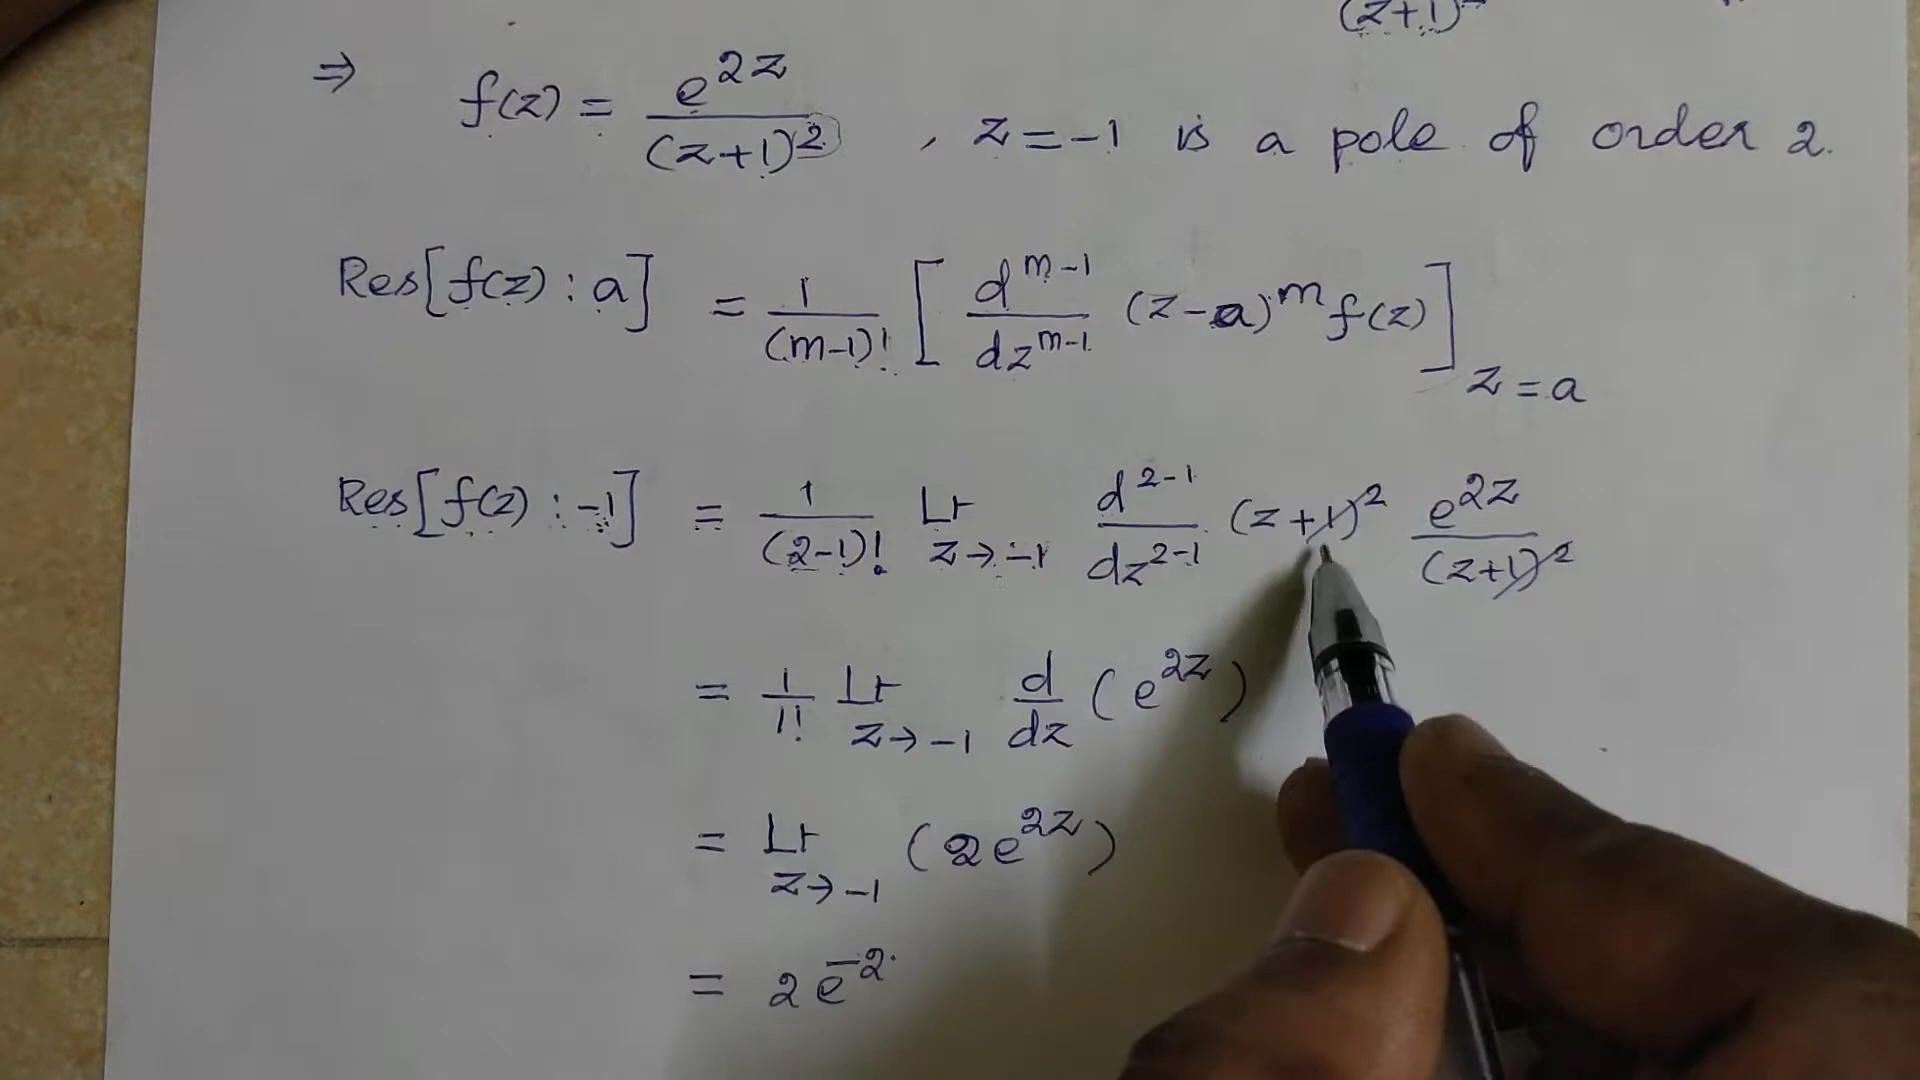 (z+1)
⇒ f(z) = e^{2z} / (z+1)^2 , z = -1 is a pole of order 2.
Res[f(z) : a] = 1/(m-1)! [ d^{m-1}/dz^{m-1} (z-a)^m f(z) ]_{z=a}
Res[f(z) : -1] = 1/(2-1)! Lt_{z→-1} d^{2-1}/dz^{2-1} (z+1)^2 e^{2z}/(z+1)^2
= 1/1! Lt_{z→-1} d/dz (e^{2z})
= Lt_{z→-1} (2e^{2z})
= 2e^{-2}.